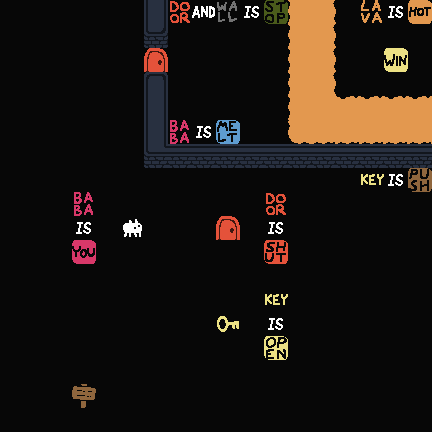 DOOR AND WALL IS STOP
LAVA IS HOT
WIN
BABA IS MELT
KEY IS PUSH
BABA IS YOU
DOOR IS SHUT
KEY IS OPEN